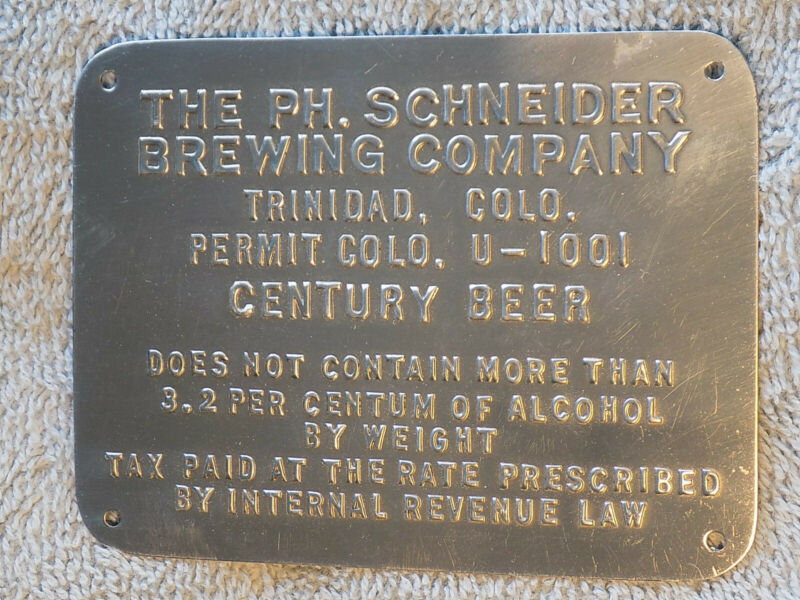 THE PH. SCHNEIDER
BREWING COMPANY
TRINIDAD, COLO.
PERMIT COLO. U-1001
CENTURY BEER
DOES NOT CONTAIN MORE THAN
3.2 PER CENTUM OF ALCOHOL
BY WEIGHT
TAX PAID AT THE RATE PRESCRIBED
BY INTERNAL REVENUE LAW